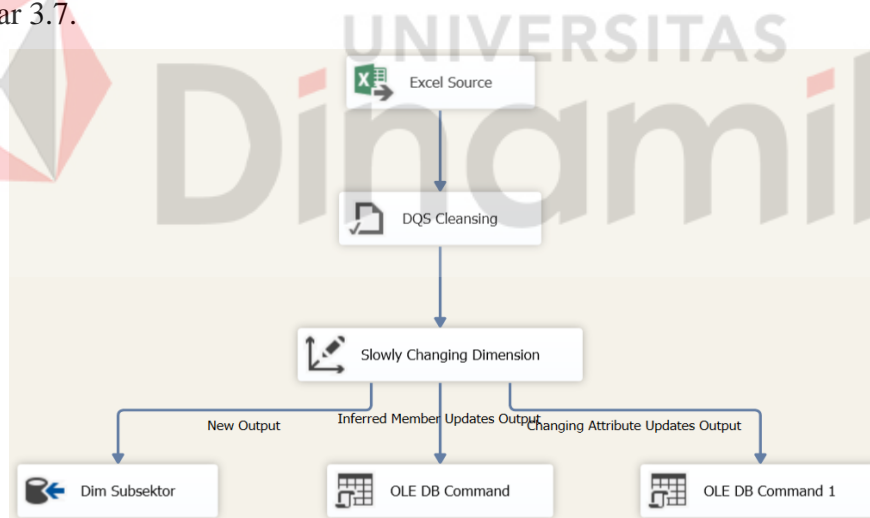 ar 3.7.
UNIVERSITAS
Dinamik
Excel Source
DQS Cleansing
Slowly Changing Dimension
New Output
Inferred Member Updates Output
Changing Attribute Updates Output
Dim Subsektor
OLE DB Command
OLE DB Command 1